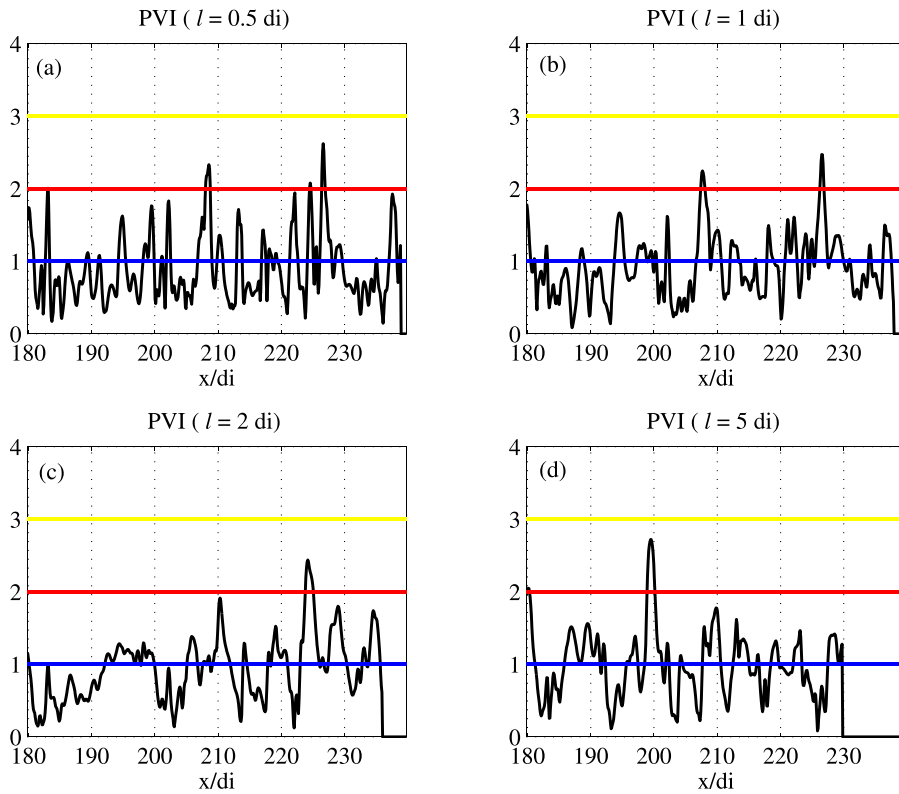 PVI ( l = 0.5 di)
(a)
4
3
2
1
0
180 190 200 210 220 230
x/di
PVI ( l = 1 di)
(b)
4
3
2
1
0
180 190 200 210 220 230
x/di
PVI ( l = 2 di)
(c)
4
3
2
1
0
180 190 200 210 220 230
x/di
PVI ( l = 5 di)
(d)
4
3
2
1
0
180 190 200 210 220 230
x/di